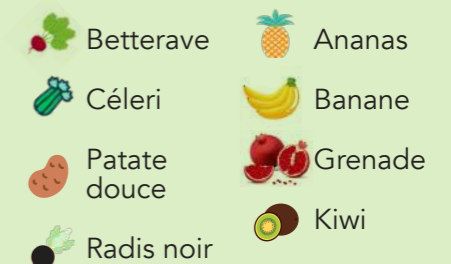 Betterave
Céleri
Patate
douce
Radis noir
Ananas
Banane
Grenade
Kiwi